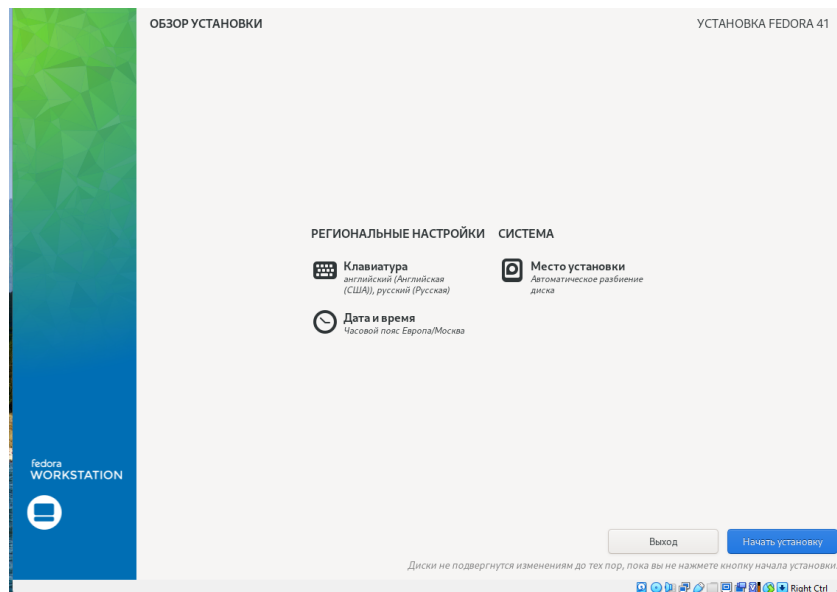 ОБЗОР УСТАНОВКИ
УСТАНОВКА FEDORA 41
РЕГИОНАЛЬНЫЕ НАСТРОЙКИ
Клавиатура
английский (Английская
(США)), русский (Русская)
Дата и время
Часовой пояс Европа/Москва
СИСТЕМА
Место установки
Автоматическое разбиение
диска
fedora
WORKSTATION
Выход
Начать установку
Диски не подвергнутся изменениям до тех пор, пока вы не нажмете кнопку начала установки.
Right Ctrl